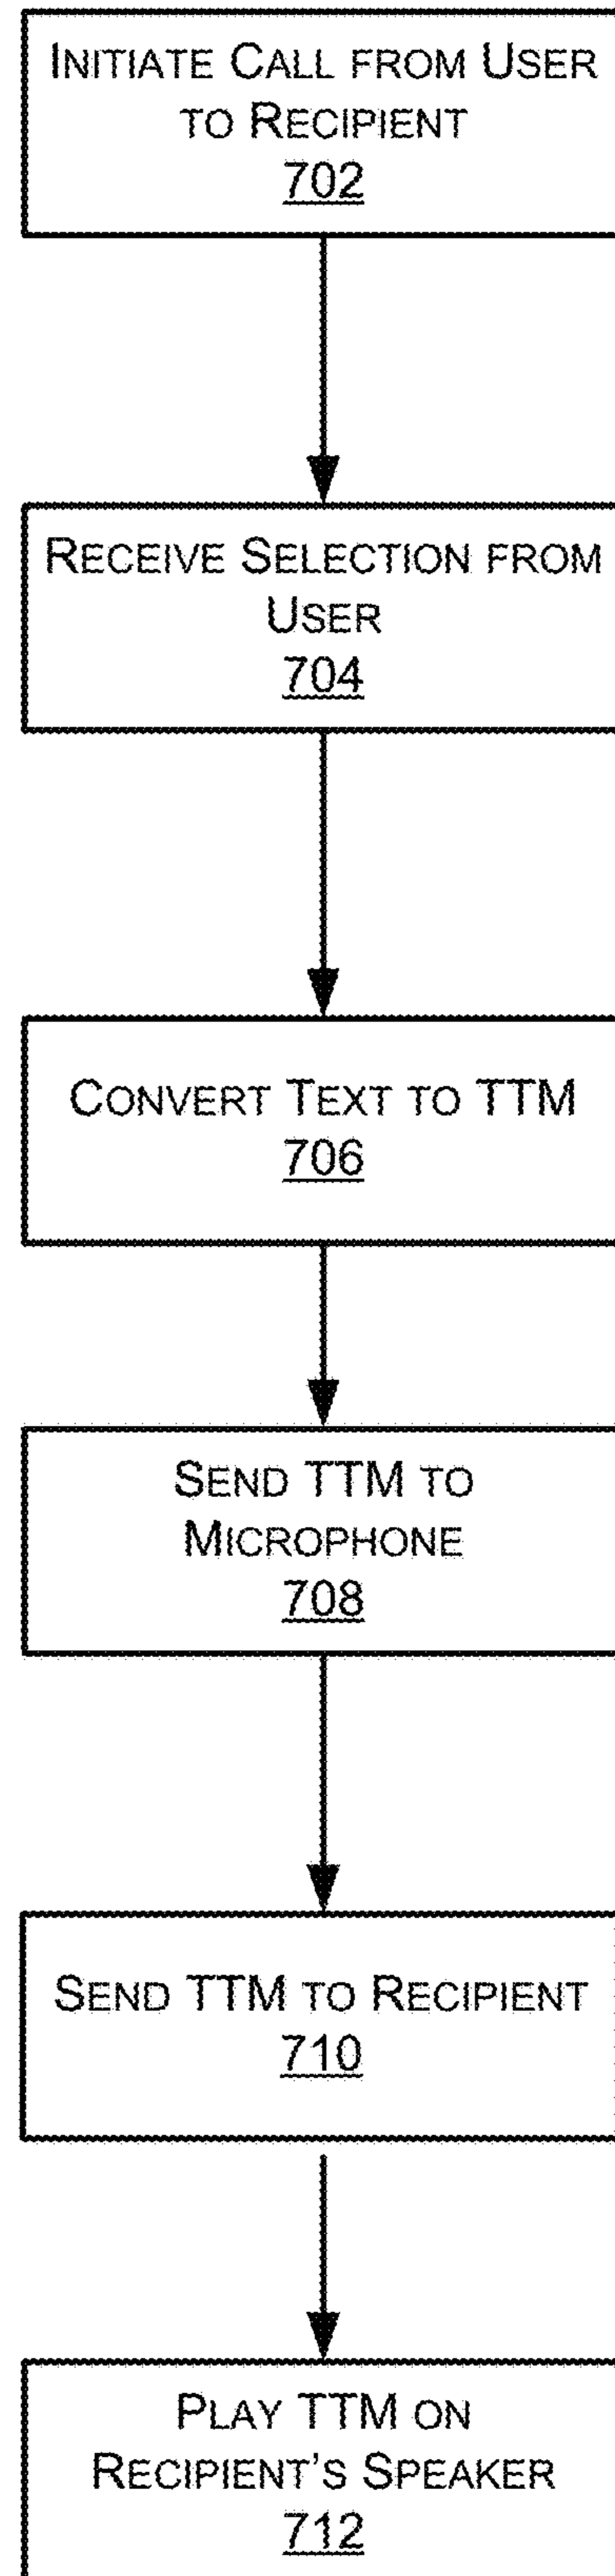 INITIATE CALL FROM USER
TO RECIPIENT
702
RECEIVE SELECTION FROM
USER
704
CONVERT TEXT TO TTM
706
SEND TTM TO
MICROPHONE
708
SEND TTM TO RECIPIENT
710
PLAY TTM ON
RECIPIENT'S SPEAKER
712